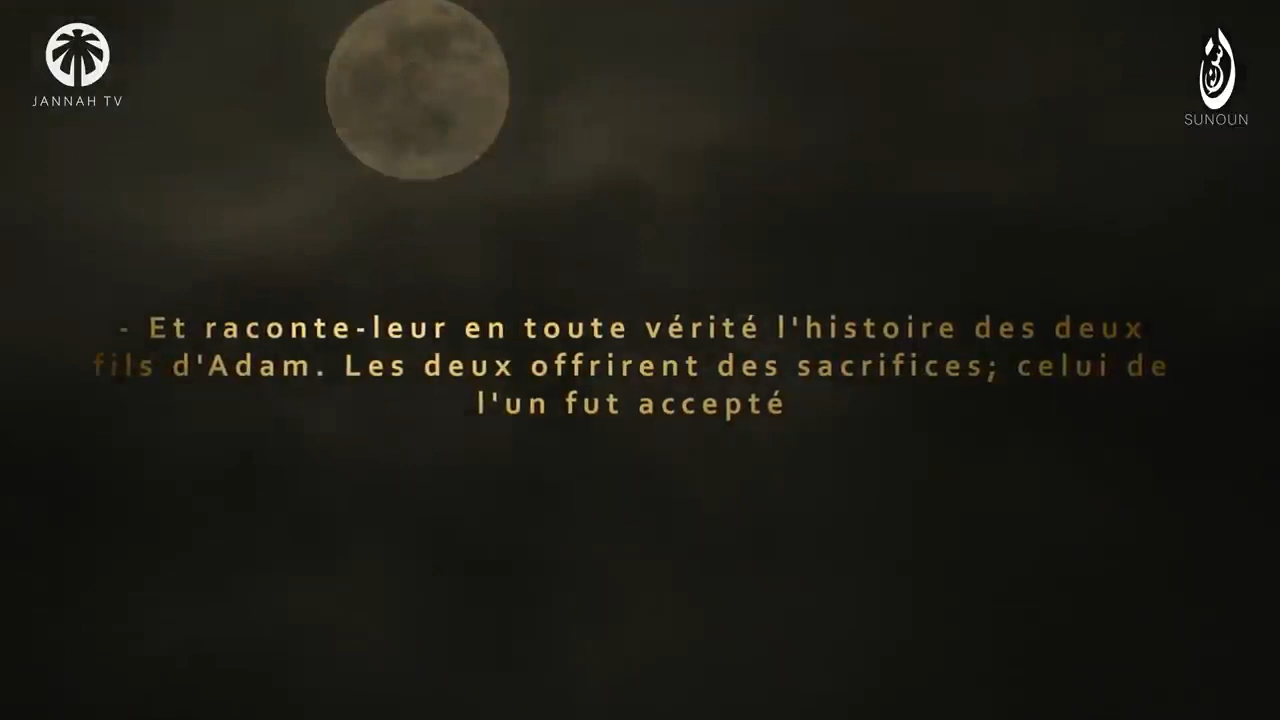 JANNAH TV
SUNOUN
- Et raconte-leur en toute vérité l'histoire des deux
fils d'Adam. Les deux offrirent des sacrifices; celui de
l'un fut accepté